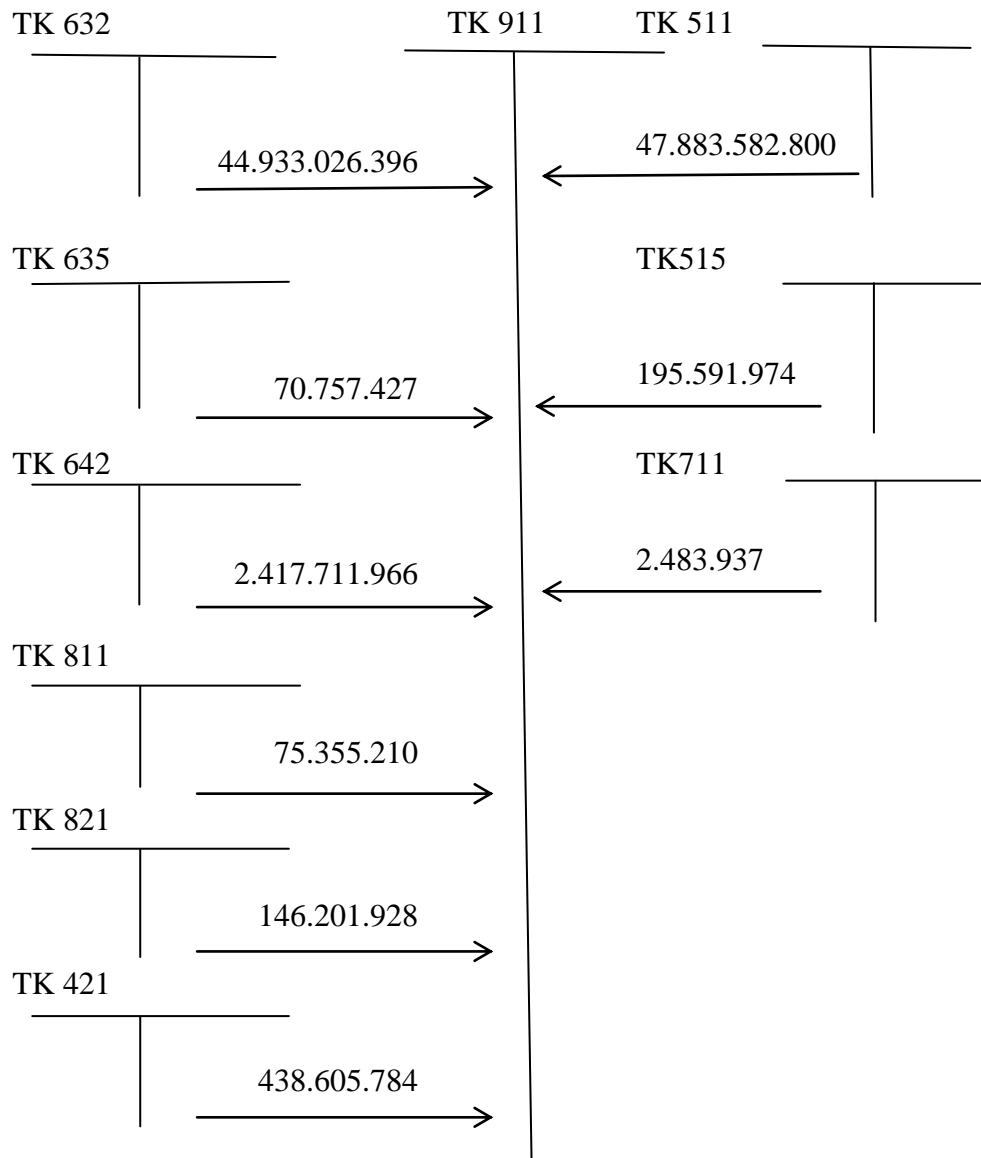 TK 632 TK 911 TK 511
44.933.026.396 47.883.582.800
TK 635 TK515
70.757.427 195.591.974
TK 642 TK711
2.417.711.966 2.483.937
TK 811
75.355.210
TK 821
146.201.928
TK 421
438.605.784